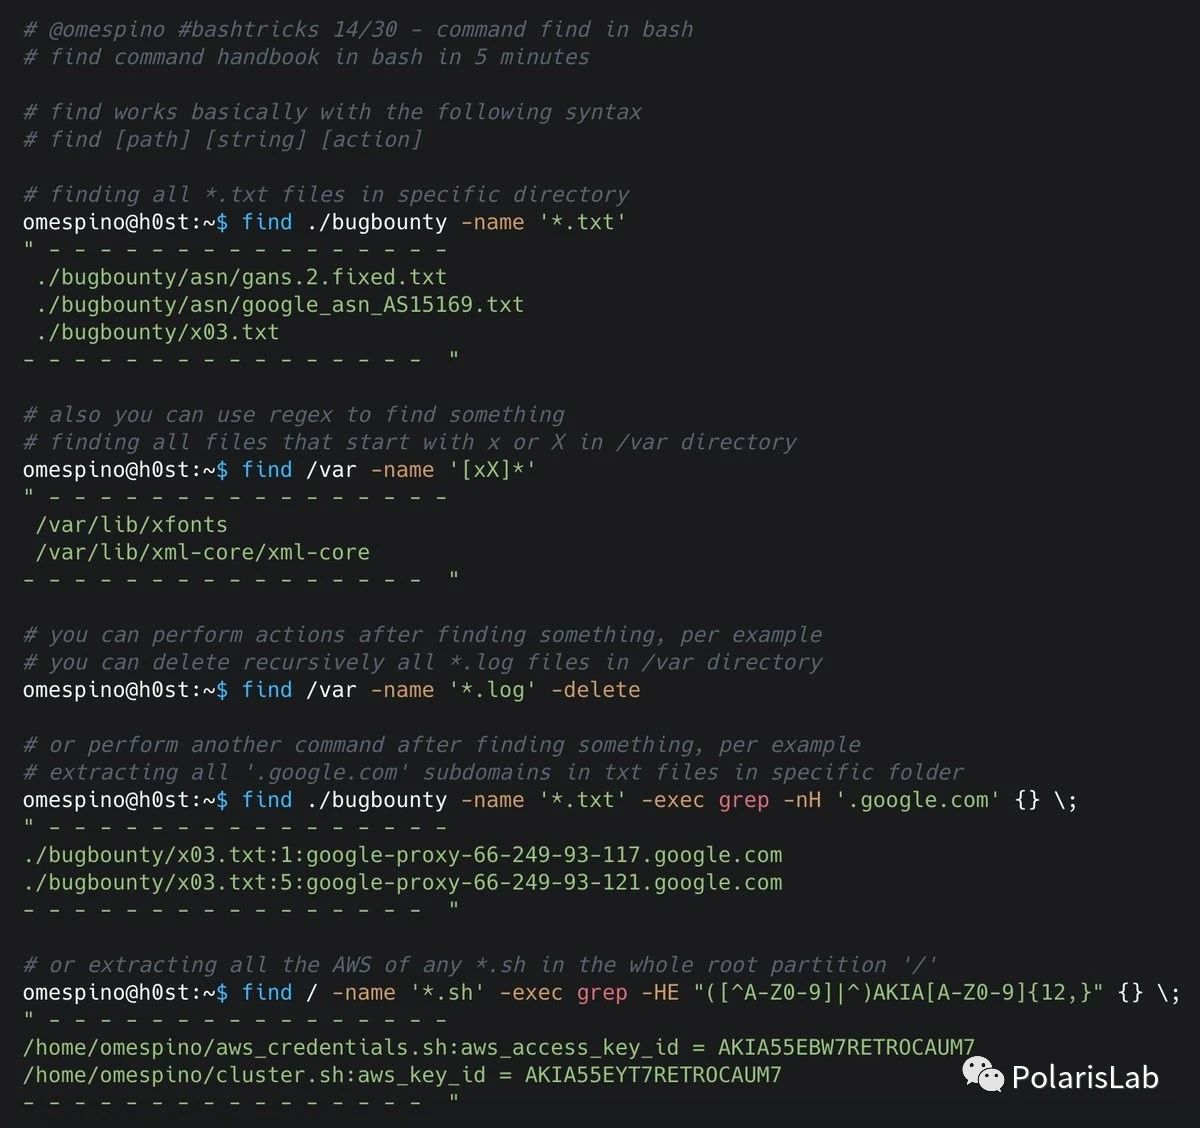 # @omespino #bashtricks 14/30 - command find in bash
# find command handbook in bash in 5 minutes
# find works basically with the following syntax
# find [path] [string] [action]
# finding all *.txt files in specific directory
omespino@h0st:~$ find ./bugbounty -name '*.txt'
" - - - - - - - - - - - - - - - -
./bugbounty/asn/gans.2.fixed.txt
./bugbounty/asn/google_asn_AS15169.txt
./bugbounty/x03.txt
- - - - - - - - - - - - - - - -  "
# also you can use regex to find something
# finding all files that start with x or X in /var directory
omespino@h0st:~$ find /var -name '[xX]*'
" - - - - - - - - - - - - - - - -
/var/lib/xfonts
/var/lib/xml-core/xml-core
- - - - - - - - - - - - - - - -  "
# you can perform actions after finding something, per example
# you can delete recursively all *.log files in /var directory
omespino@h0st:~$ find /var -name '*.log' -delete
# or perform another command after finding something, per example
# extracting all '.google.com' subdomains in txt files in specific folder
omespino@h0st:~$ find ./bugbounty -name '*.txt' -exec grep -nH '.google.com' {} \;
" - - - - - - - - - - - - - - - -
./bugbounty/x03.txt:1:google-proxy-66-249-93-117.google.com
./bugbounty/x03.txt:5:google-proxy-66-249-93-121.google.com
- - - - - - - - - - - - - - - -  "
# or extracting all the AWS of any *.sh in the whole root partition '/'
omespino@h0st:~$ find / -name '*.sh' -exec grep -HE "([^A-Z0-9]|^)AKIA[A-Z0-9]{12,}" {} \;
" - - - - - - - - - - - - - - - -
/home/omespino/aws_credentials.sh:aws_access_key_id = AKIA55EBW7RETROCAUM7
/home/omespino/cluster.sh:aws_key_id = AKIA55EYT7RETROCAUM7
- - - - - - - - - - - - - - - -  "
PolarisLab